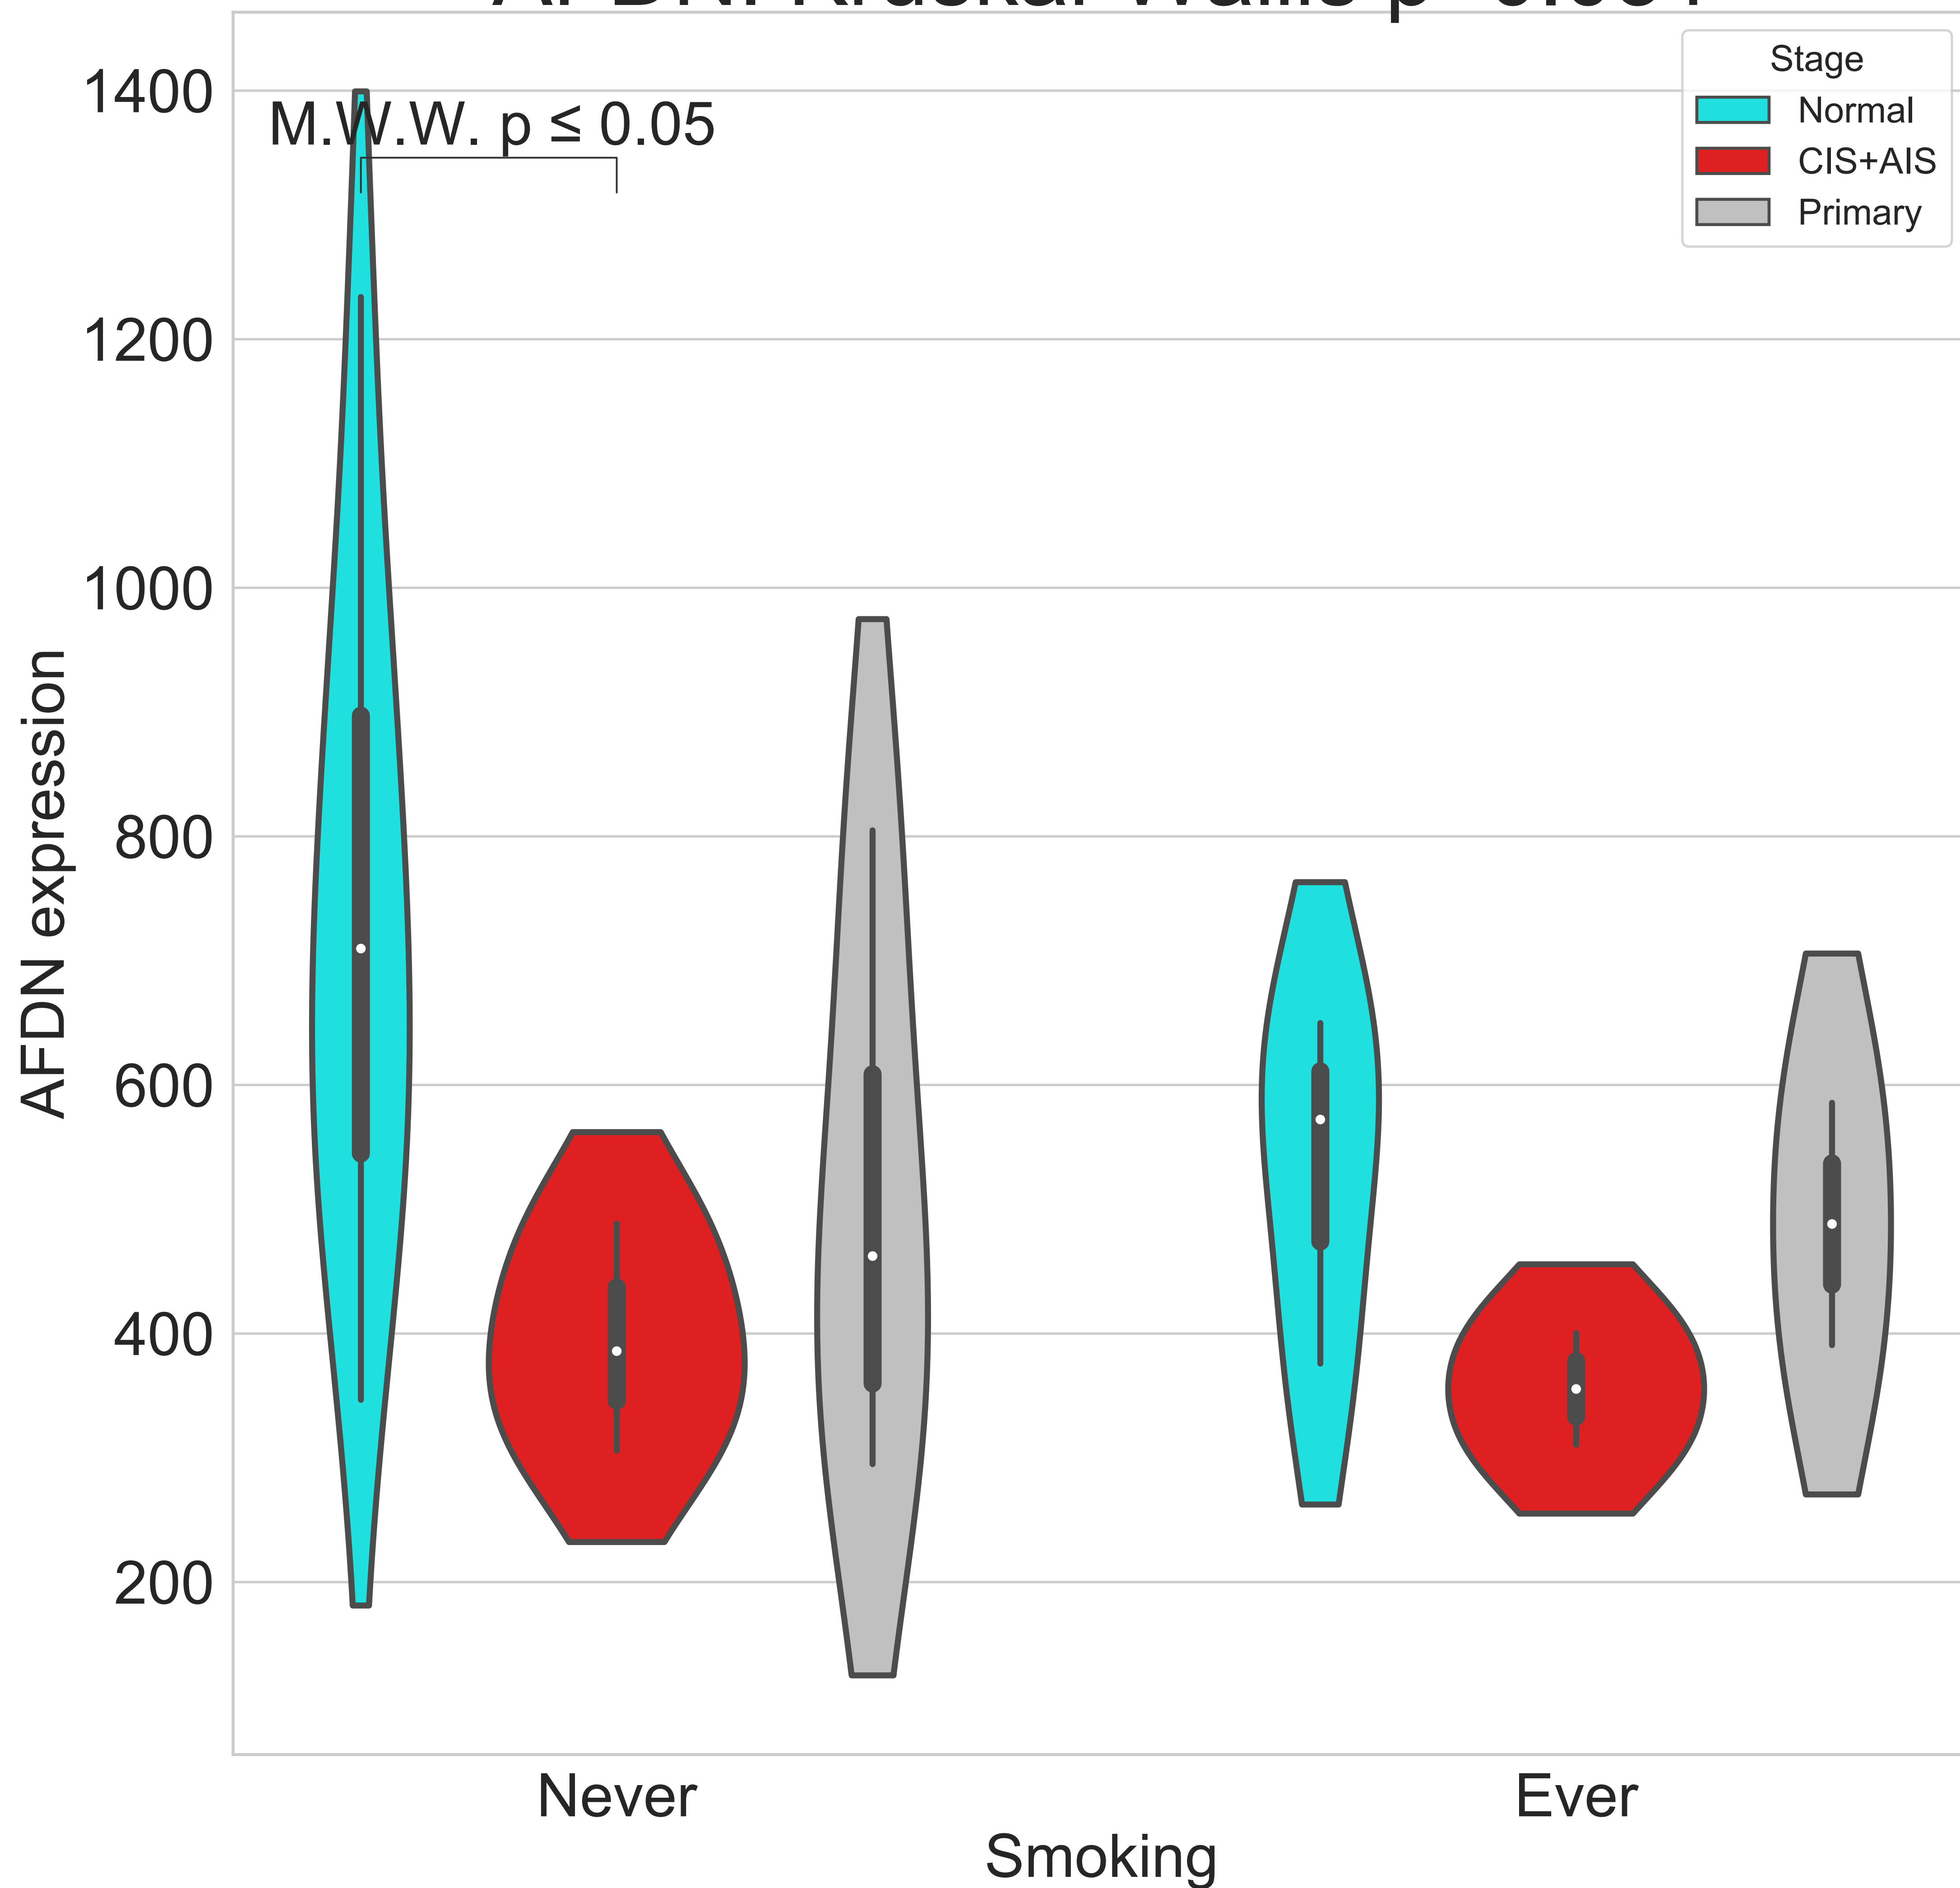 1400
M.W.W. p ≤ 0.05
1200
1000
800
600
400
200
AFDN expression
Stage
Normal
CIS+AIS
Primary
Never
Ever
Smoking